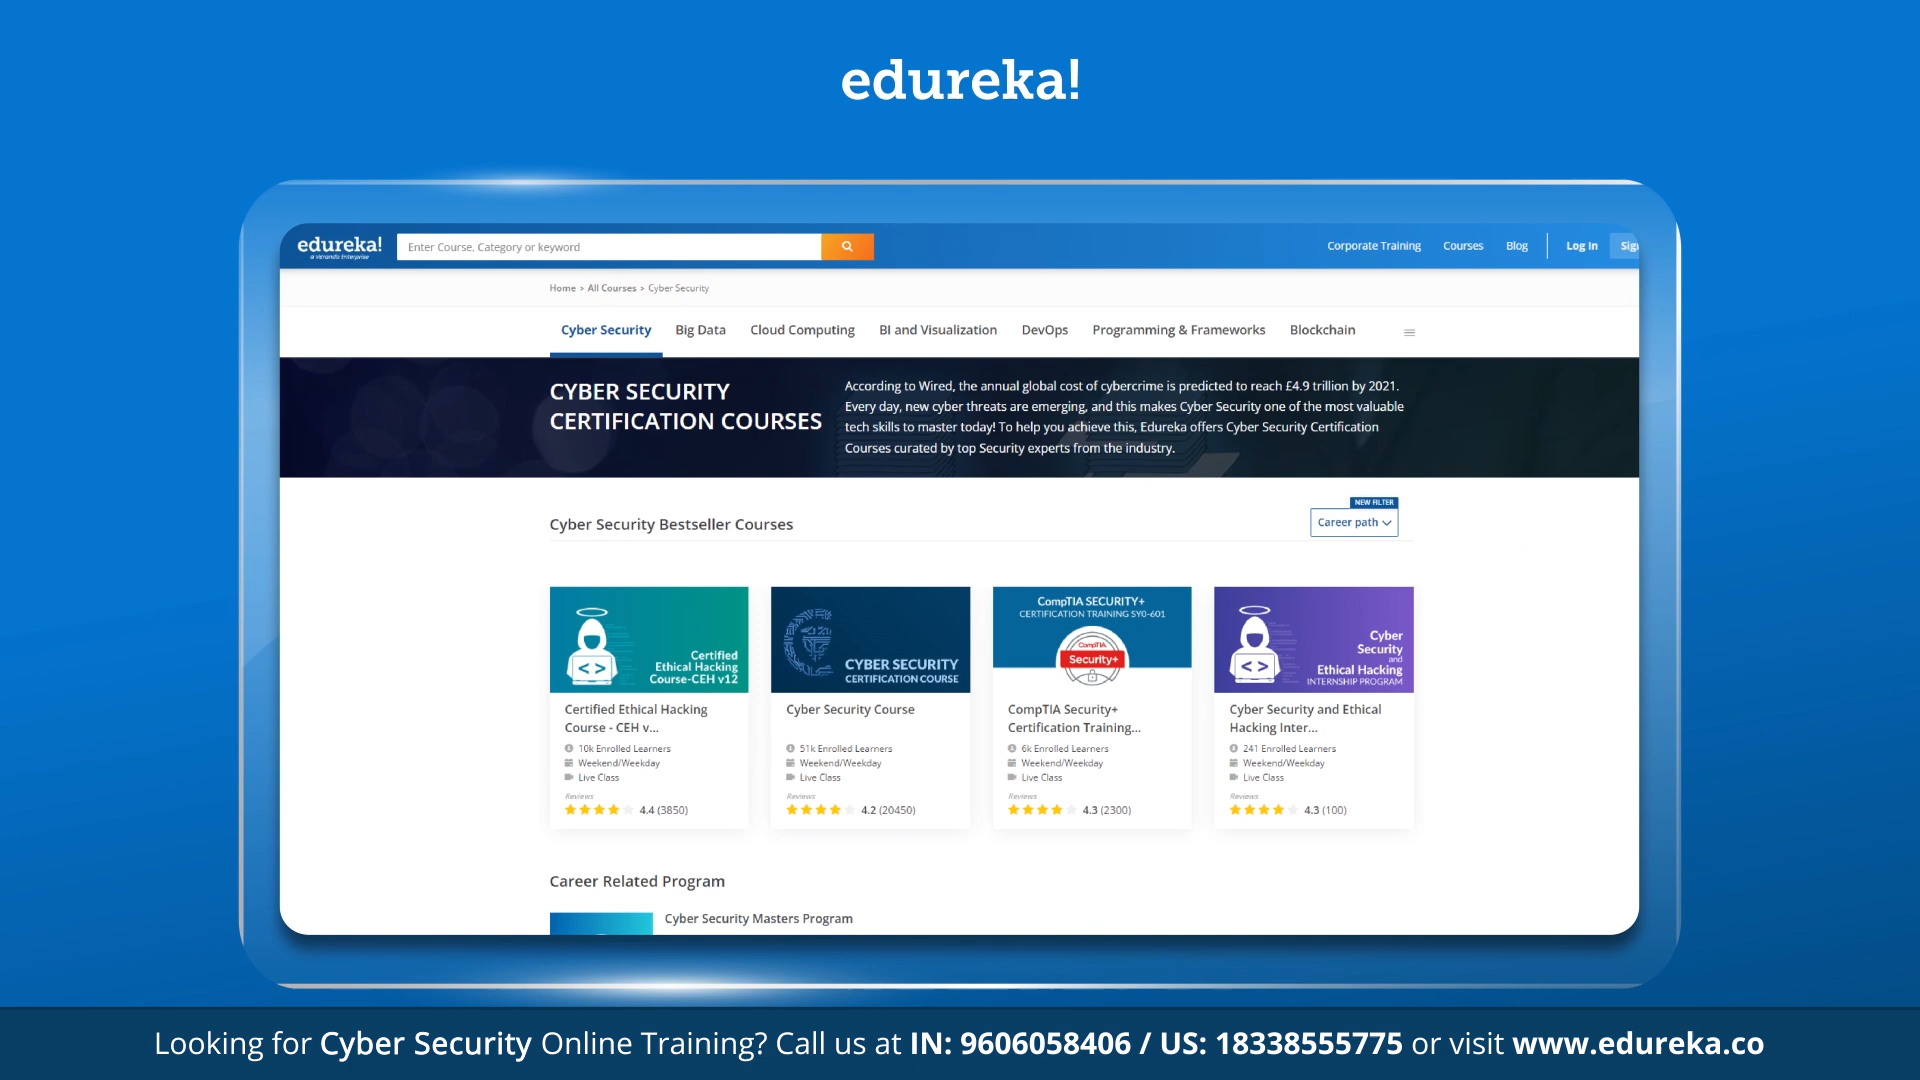 edureka!
edureka!
a Veranda Enterprise
Enter Course, Category or keyword
Corporate Training
Courses
Blog
Log In
Home > All Courses > Cyber Security
Cyber Security
Big Data
Cloud Computing
BI and Visualization
DevOps
Programming & Frameworks
Blockchain
CYBER SECURITY
CERTIFICATION COURSES
According to Wired, the annual global cost of cybercrime is predicted to reach £4.9 trillion by 2021.
Every day, new cyber threats are emerging, and this makes Cyber Security one of the most valuable
tech skills to master today! To help you achieve this, Edureka offers Cyber Security Certification
Courses curated by top Security experts from the industry.
Cyber Security Bestseller Courses
NEW FILTER
Career path
Certified
Ethical Hacking
Course-CEH v12
Certified Ethical Hacking
Course - CEH v...
10k Enrolled Learners
Weekend/Weekday
Live Class
Reviews
4.4 (3850)
CYBER SECURITY
CERTIFICATION COURSE
Cyber Security Course
51k Enrolled Learners
Weekend/Weekday
Live Class
Reviews
4.2 (20450)
CompTIA SECURITY+
CERTIFICATION TRAINING SY0-601
CompTIA
Security+
CompTIA Security+
Certification Training...
6k Enrolled Learners
Weekend/Weekday
Live Class
Reviews
4.3 (2300)
Cyber
Security
and
Ethical Hacking
INTERNSHIP PROGRAM
Cyber Security and Ethical
Hacking Inter...
241 Enrolled Learners
Weekend/Weekday
Live Class
Reviews
4.3 (100)
Career Related Program
Cyber Security Masters Program
Looking for Cyber Security Online Training? Call us at IN: 9606058406 / US: 18338555775 or visit www.edureka.co